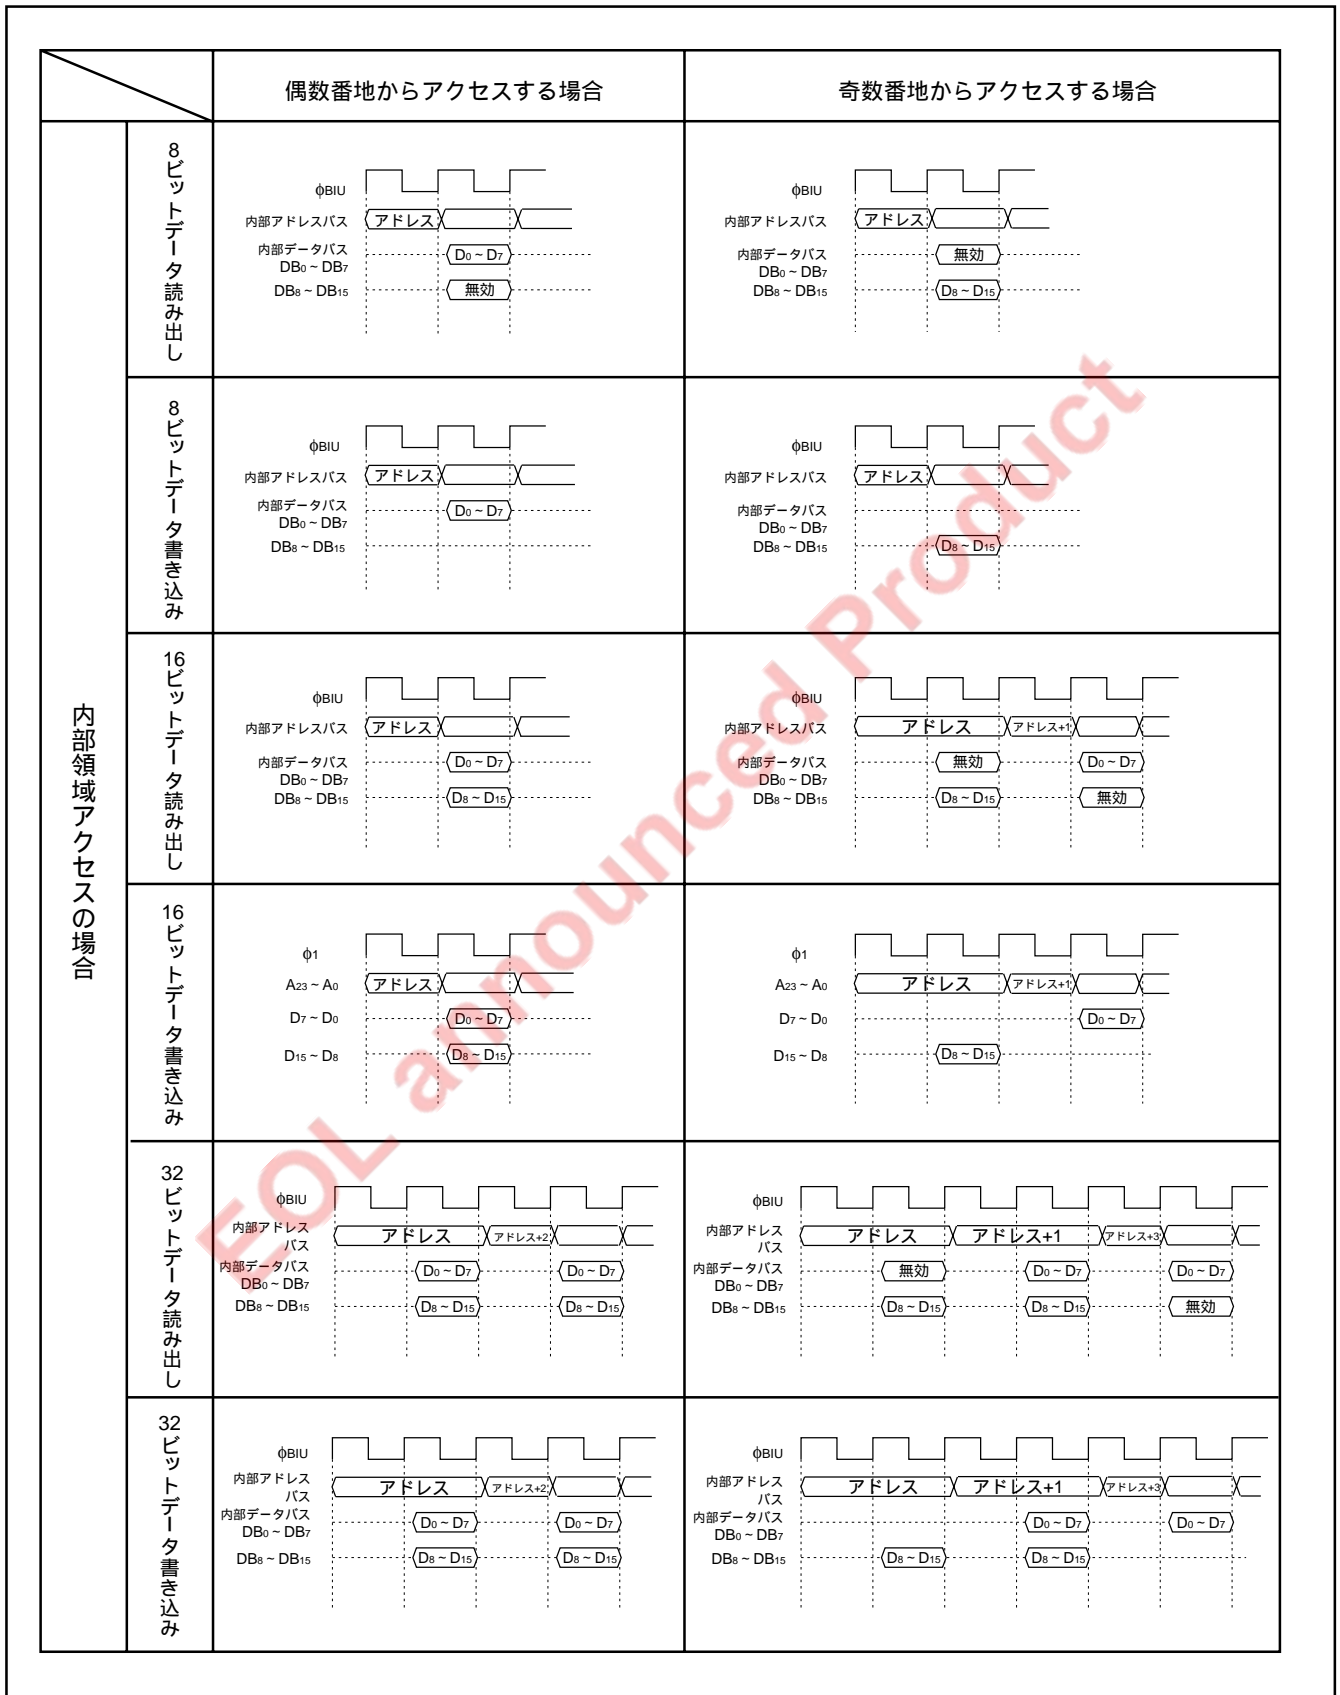 偶数番地からアクセスする場合
奇数番地からアクセスする場合
内部領域アクセスの場合
8ビットデータ読み出し
φBIU
内部アドレスバス
アドレス
内部データバス
DB0 ~ DB7
D0 ~ D7
DB8 ~ DB15
無効
φBIU
内部アドレスバス
アドレス
内部データバス
DB0 ~ DB7
無効
DB8 ~ DB15
D8 ~ D15
8ビットデータ書き込み
φBIU
内部アドレスバス
アドレス
内部データバス
DB0 ~ DB7
D0 ~ D7
DB8 ~ DB15
φBIU
内部アドレスバス
アドレス
内部データバス
DB0 ~ DB7
DB8 ~ DB15
D8 ~ D15
16ビットデータ読み出し
φBIU
内部アドレスバス
アドレス
内部データバス
DB0 ~ DB7
D0 ~ D7
DB8 ~ DB15
D8 ~ D15
φBIU
内部アドレスバス
アドレス
アドレス+1
内部データバス
DB0 ~ DB7
無効
D0 ~ D7
DB8 ~ DB15
D8 ~ D15
無効
16ビットデータ書き込み
φ1
A23 ~ A0
アドレス
D7 ~ D0
D0 ~ D7
D15 ~ D8
D8 ~ D15
φ1
A23 ~ A0
アドレス
アドレス+1
D7 ~ D0
D0 ~ D7
D15 ~ D8
D8 ~ D15
32ビットデータ読み出し
φBIU
内部アドレス
バス
アドレス
アドレス+2
内部データバス
DB0 ~ DB7
D0 ~ D7
D0 ~ D7
DB8 ~ DB15
D8 ~ D15
D8 ~ D15
φBIU
内部アドレス
バス
アドレス
アドレス+1
アドレス+3
内部データバス
DB0 ~ DB7
無効
D0 ~ D7
D0 ~ D7
DB8 ~ DB15
D8 ~ D15
D8 ~ D15
無効
32ビットデータ書き込み
φBIU
内部アドレス
バス
アドレス
アドレス+2
内部データバス
DB0 ~ DB7
D0 ~ D7
D0 ~ D7
DB8 ~ DB15
D8 ~ D15
D8 ~ D15
φBIU
内部アドレス
バス
アドレス
アドレス+1
アドレス+3
内部データバス
DB0 ~ DB7
D0 ~ D7
D0 ~ D7
DB8 ~ DB15
D8 ~ D15
D8 ~ D15
EOL announced Product